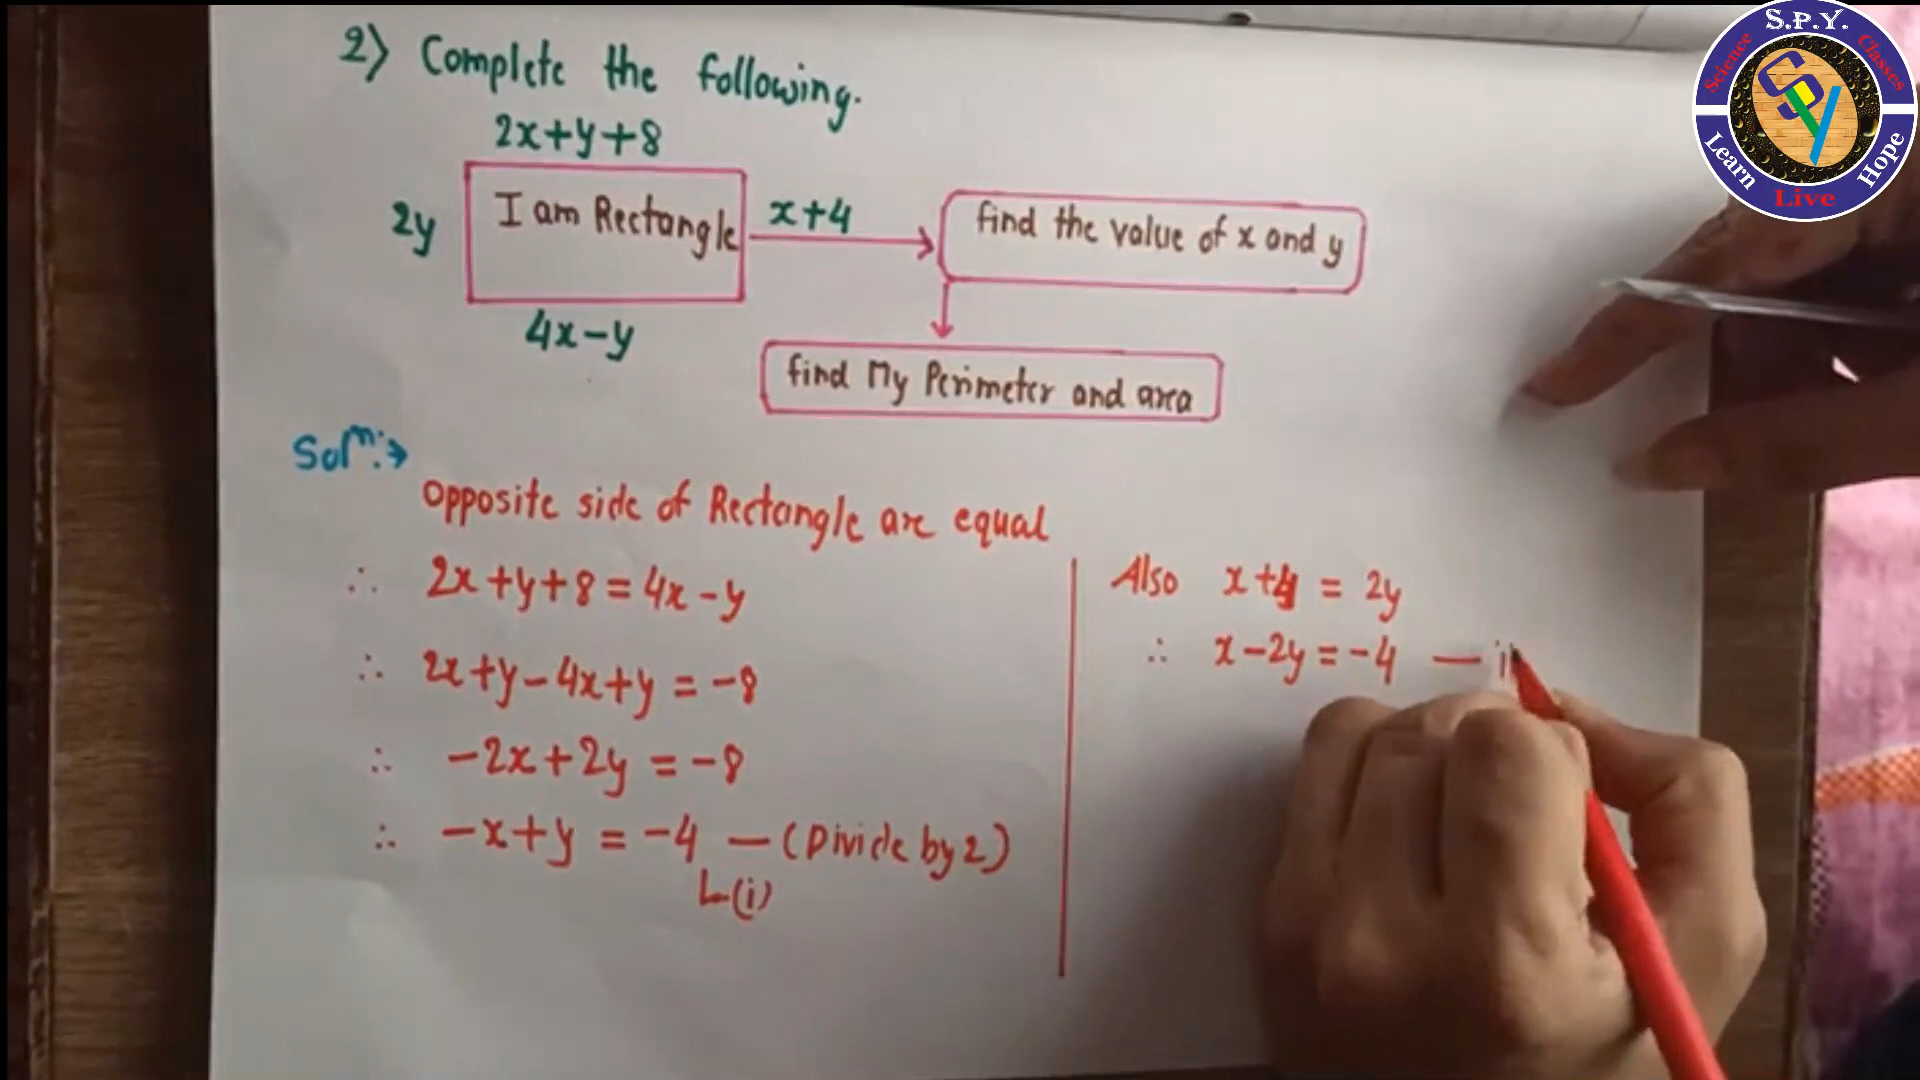 2) Complete the following.
2x+y+8
2y
I am Rectangle
x+4
find the value of x and y
4x-y
find My Perimeter and area
Solⁿ:→
Opposite side of Rectangle are equal
∴ 2x+y+8=4x-y
∴ 2x+y-4x+y=-8
∴ -2x+2y=-8
∴ -x+y=-4 —(Divide by 2)
(i)
Also x+4=2y
∴ x-2y=-4 —
S.P.Y.
Science
Classes
SPY
Learn
Live
Hope